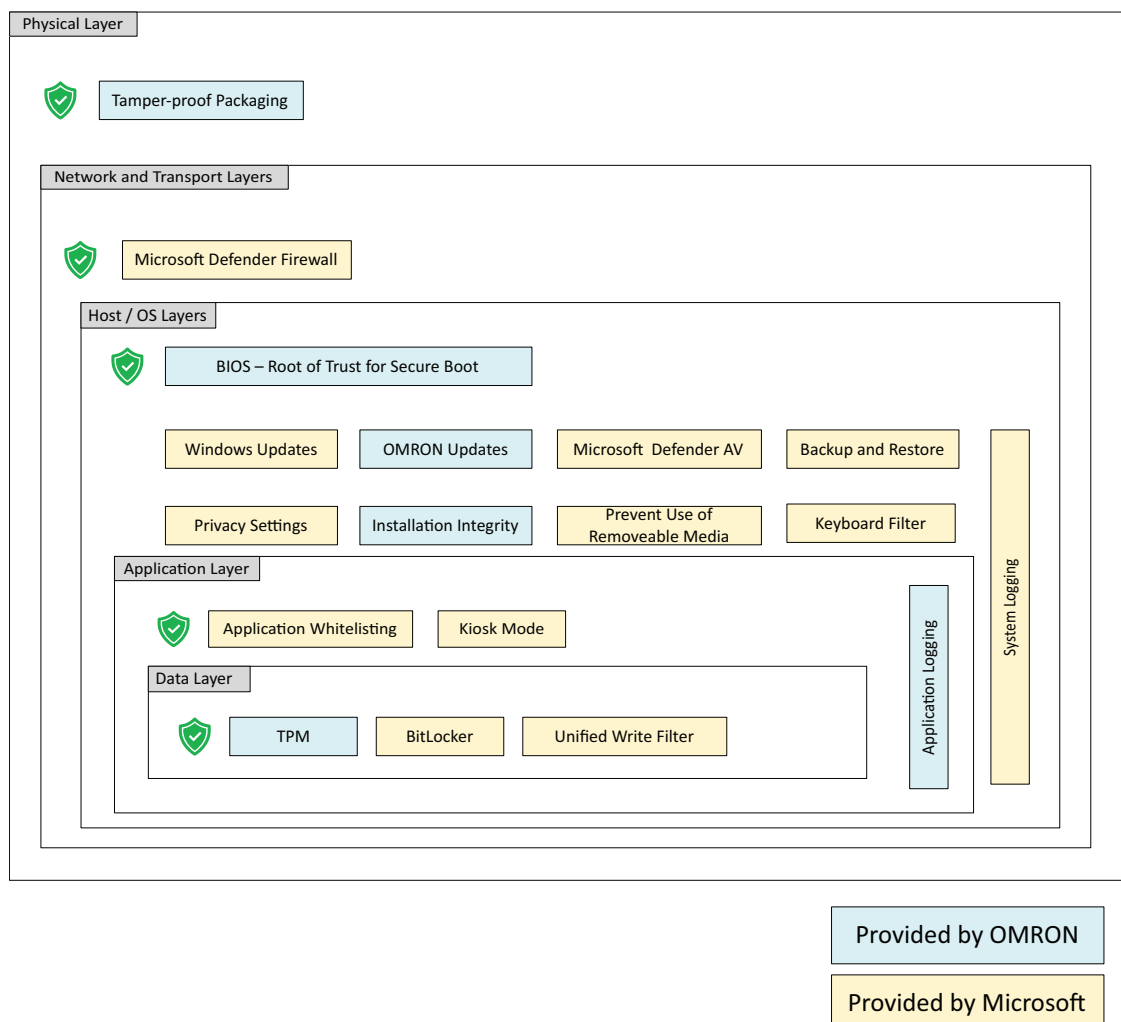 Physical Layer
Tamper-proof Packaging
Network and Transport Layers
Microsoft Defender Firewall
Host / OS Layers
BIOS – Root of Trust for Secure Boot
Windows Updates
OMRON Updates
Microsoft  Defender AV
Backup and Restore
Privacy Settings
Installation Integrity
Prevent Use of
Removeable Media
Keyboard Filter
System Logging
Application Layer
Application Whitelisting
Kiosk Mode
Application Logging
Data Layer
TPM
BitLocker
Unified Write Filter
Provided by OMRON
Provided by Microsoft